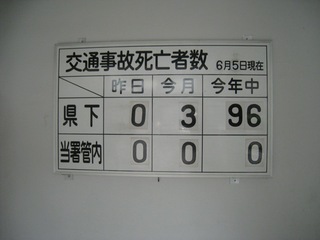 交通事故死亡者数 6月5日現在
昨日 今月 今年中
県下 0 3 96
当署管内 0 0 0